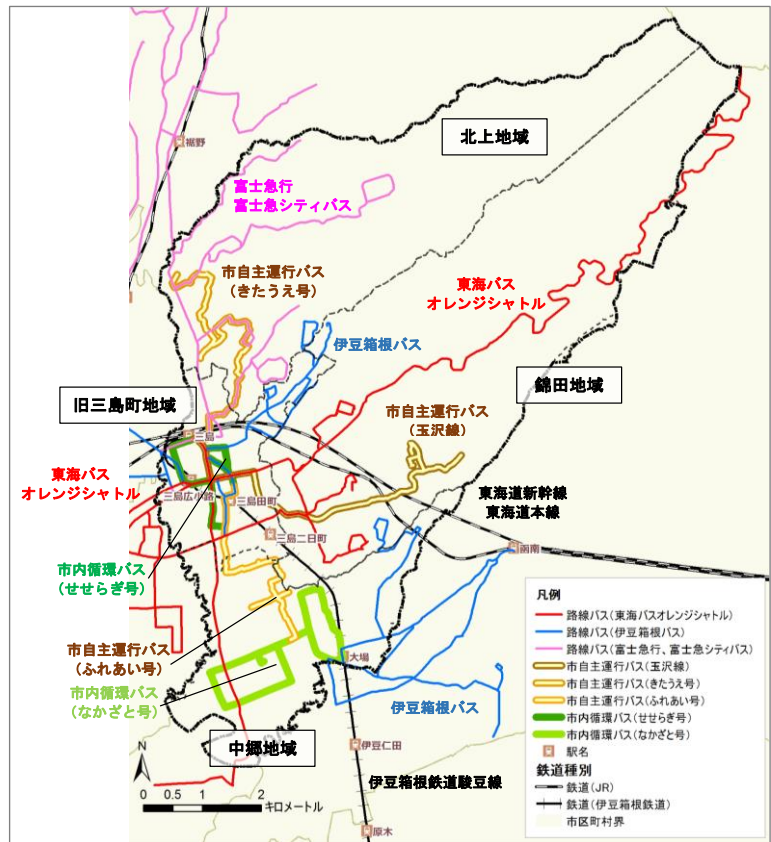 北上地域
裾野
富士急行
富士急シティバス
市自主運行バス
(きたうえ号)
東海バス
オレンジシャトル
伊豆箱根バス
錦田地域
旧三島町地域
市自主運行バス
(玉沢線)
三島
東海バス
オレンジシャトル
三島広小路
三島田町
東海道新幹線
東海道本線
三島二日町
函南
市内循環バス
(せせらぎ号)
市自主運行バス
(ふれあい号)
大場
市内循環バス
(なかざと号)
伊豆箱根バス
中郷地域
伊豆仁田
伊豆箱根鉄道駿豆線
原木
N
0 0.5 1 2
キロメートル
凡例
路線バス(東海バスオレンジシャトル)
路線バス(伊豆箱根バス)
路線バス(富士急行、富士急シティバス)
市自主運行バス(玉沢線)
市自主運行バス(きたうえ号)
市自主運行バス(ふれあい号)
市内循環バス(せせらぎ号)
市内循環バス(なかざと号)
駅名
鉄道種別
鉄道(JR)
鉄道(伊豆箱根鉄道)
市区町村界